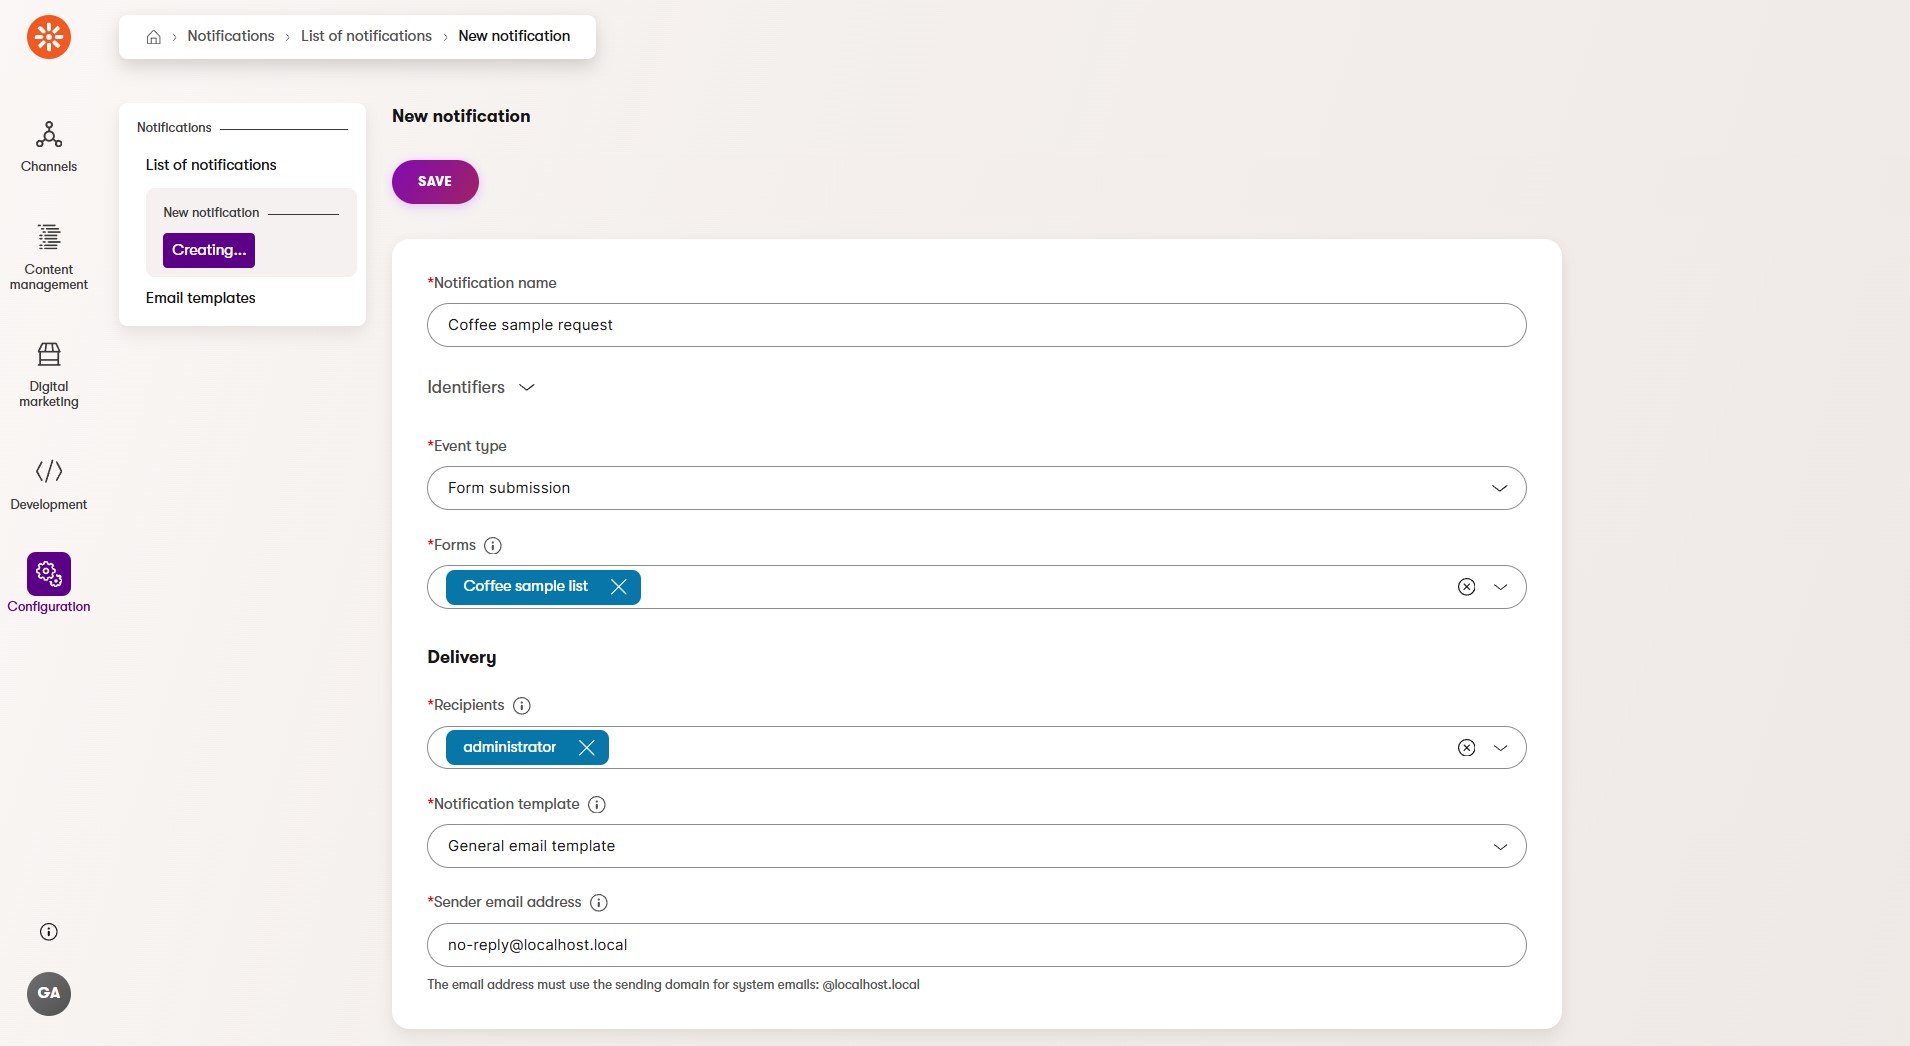 Notifications
List of notifications
New notification
Channels
Content
management
Digital
marketing
Development
Configuration
GA
Notifications
List of notifications
New notification
Creating...
Email templates
New notification
SAVE
*Notification name
Coffee sample request
Identifiers
*Event type
Form submission
*Forms
Coffee sample list
Delivery
*Recipients
administrator
*Notification template
General email template
*Sender email address
no-reply@localhost.local
The email address must use the sending domain for system emails: @localhost.local